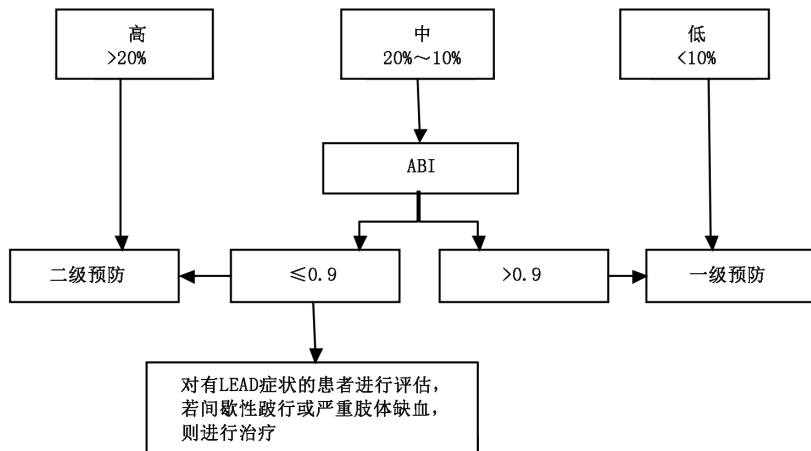 高
>20%
中
20%～10%
低
<10%
ABI
二级预防
≤0.9
>0.9
一级预防
对有LEAD症状的患者进行评估，
若间歇性跛行或严重肢体缺血，
则进行治疗